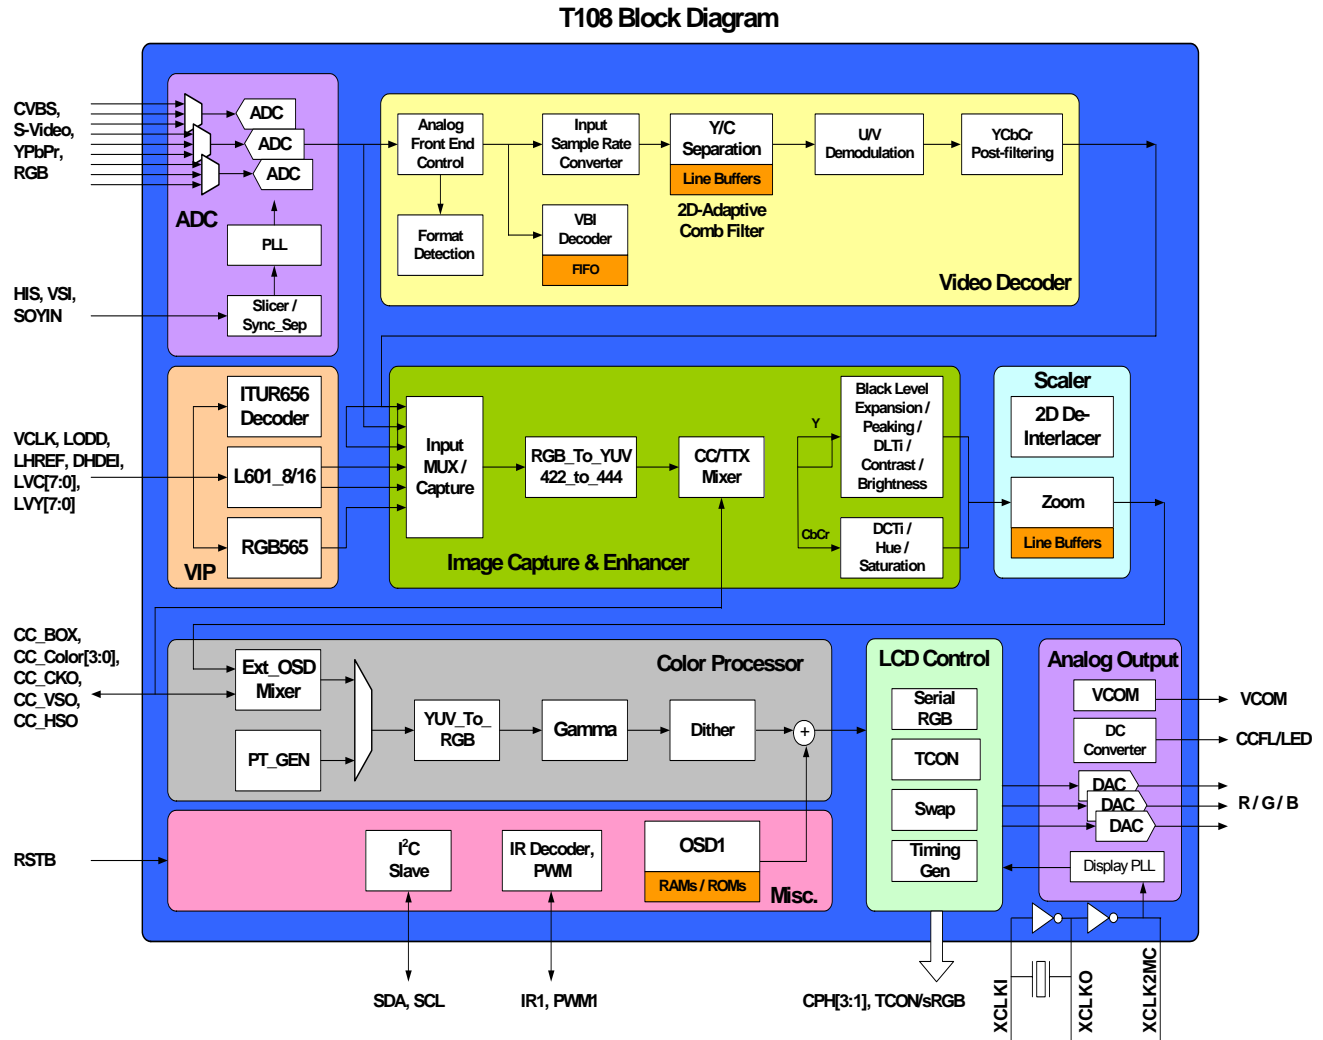 T108 Block Diagram
CVBS,
S-Video,
YPbPr,
RGB
ADC
ADC
ADC
ADC
PLL
HIS, VSI,
SOYIN
Slicer /
Sync_Sep
Analog
Front End
Control
Format
Detection
Input
Sample Rate
Converter
VBI
Decoder
FIFO
Y/C
Separation
Line Buffers
2D-Adaptive
Comb Filter
U/V
Demodulation
YCbCr
Post-filtering
Video Decoder
VCLK, LODD,
LHREF, DHDEI,
LVC[7:0],
LVY[7:0]
ITUR656
Decoder
L601_8/16
RGB565
VIP
Input
MUX /
Capture
RGB_To_YUV
422_to_444
CC/TTX
Mixer
Y
CbCr
Black Level
Expansion /
Peaking /
DLTi /
Contrast /
Brightness
DCTi /
Hue /
Saturation
Image Capture & Enhancer
Scaler
2D De-
Interlacer
Zoom
Line Buffers
CC_BOX,
CC_Color[3:0],
CC_CKO,
CC_VSO,
CC_HSO
Ext_OSD
Mixer
PT_GEN
YUV_To_
RGB
Gamma
Dither
+
Color Processor
LCD Control
Serial
RGB
TCON
Swap
Timing
Gen
Analog Output
VCOM
DC
Converter
DAC
DAC
DAC
Display PLL
VCOM
CCFL/LED
R / G / B
RSTB
I²C
Slave
IR Decoder,
PWM
OSD1
RAMs / ROMs
Misc.
SDA, SCL
IR1, PWM1
CPH[3:1], TCON/sRGB
XCLKI
XCLKO
XCLK2MC